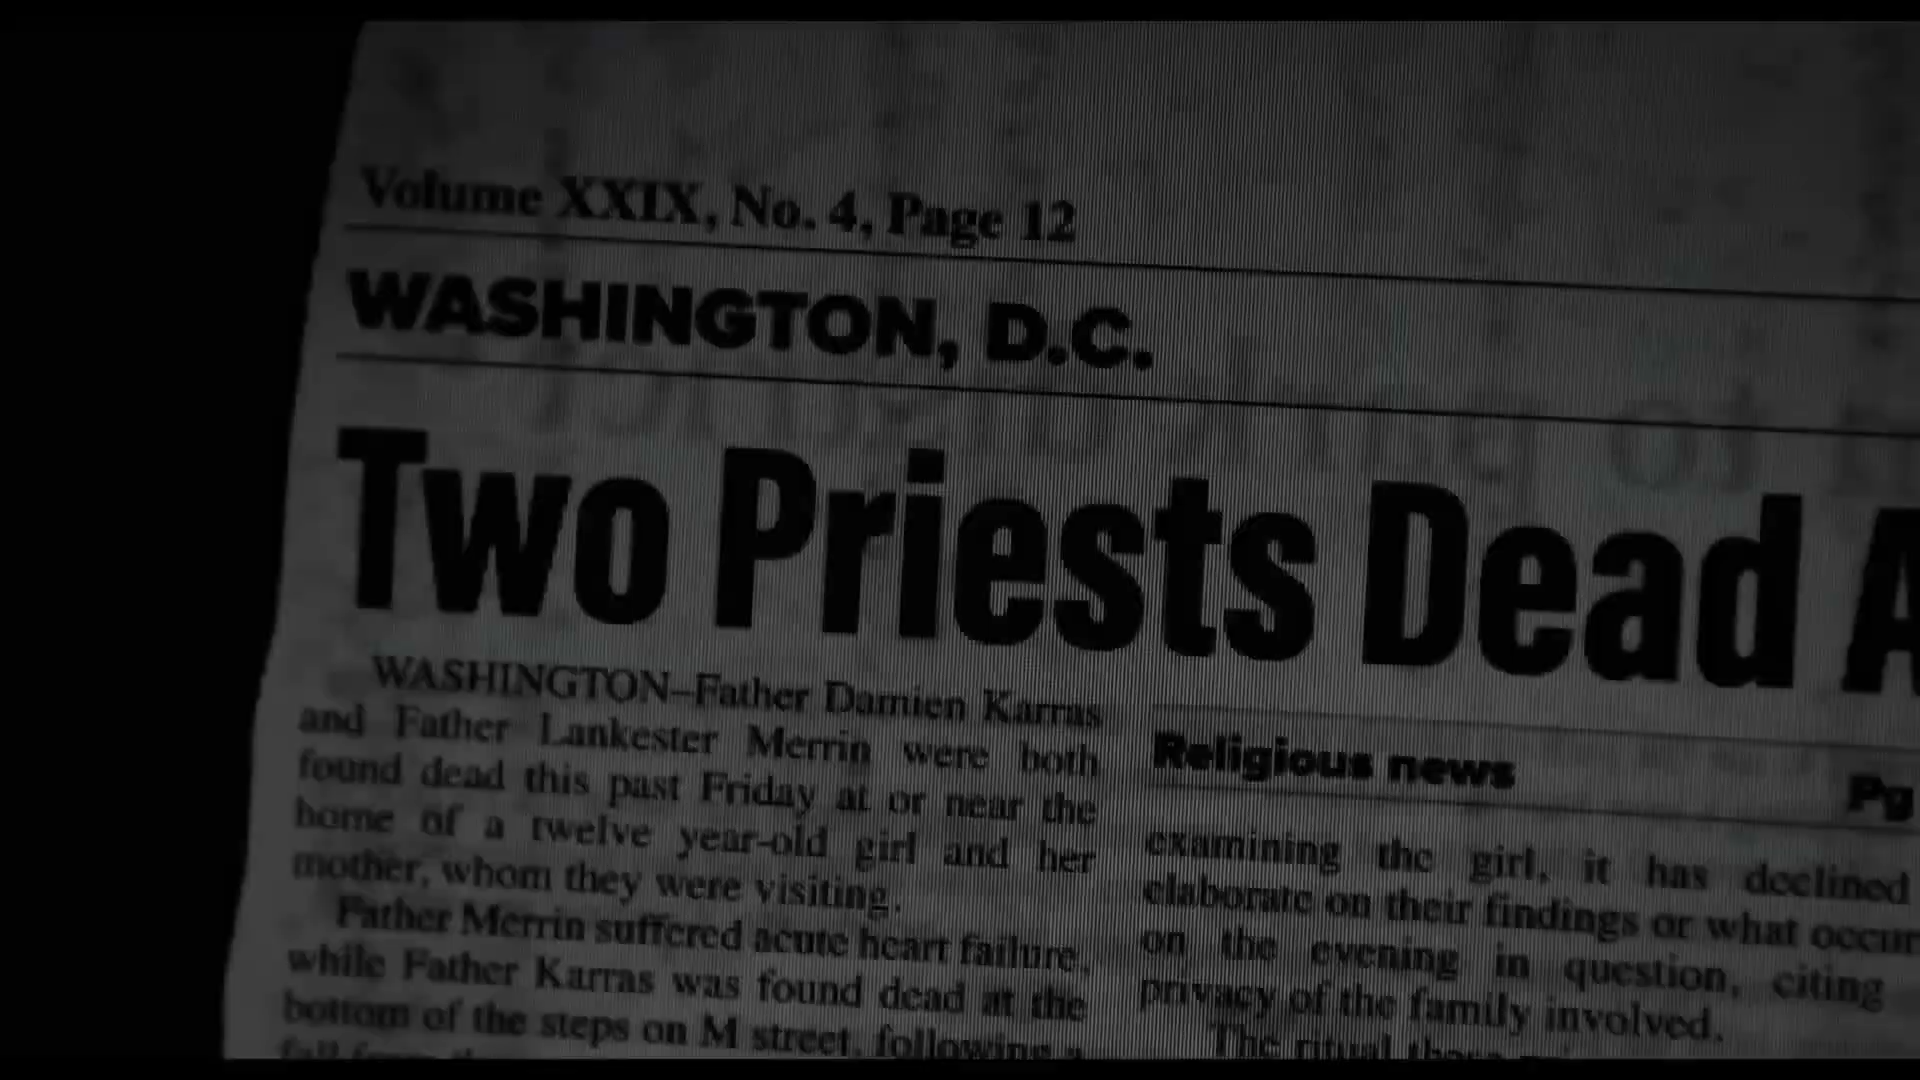 Volume XXIX, No. 4, Page 12
WASHINGTON, D.C.
Two Priests Dead A
WASHINGTON–Father Damien Karras
and Father Lankester Merrin were both
found dead this past Friday at or near the
home of a twelve year-old girl and her
mother, whom they were visiting.
Father Merrin suffered acute heart failure,
while Father Karras was found dead at the
bottom of the steps on M street, following a
Religious news
Pg
examining the girl, it has declined
elaborate on their findings or what occur
on the evening in question, citing
privacy of the family involved.
The ritual